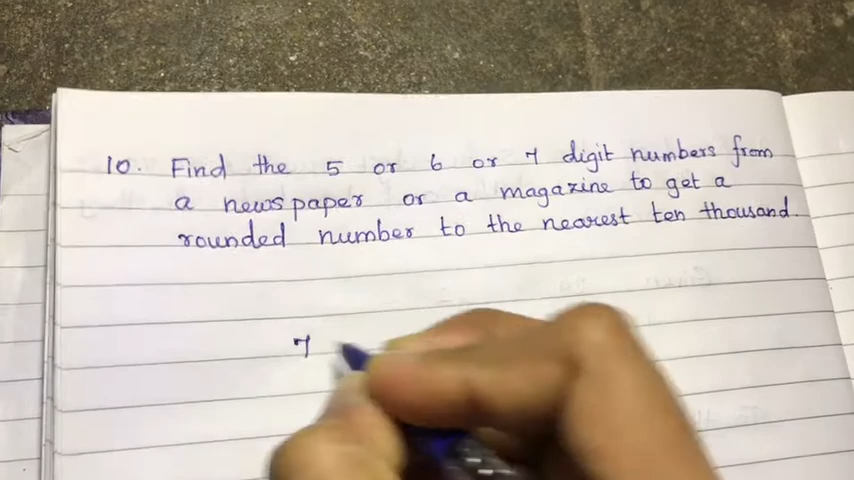 10. Find the 5 or 6 or 7 digit numbers from
a newspaper or a magazine to get a
rounded number to the nearest ten thousand.
7